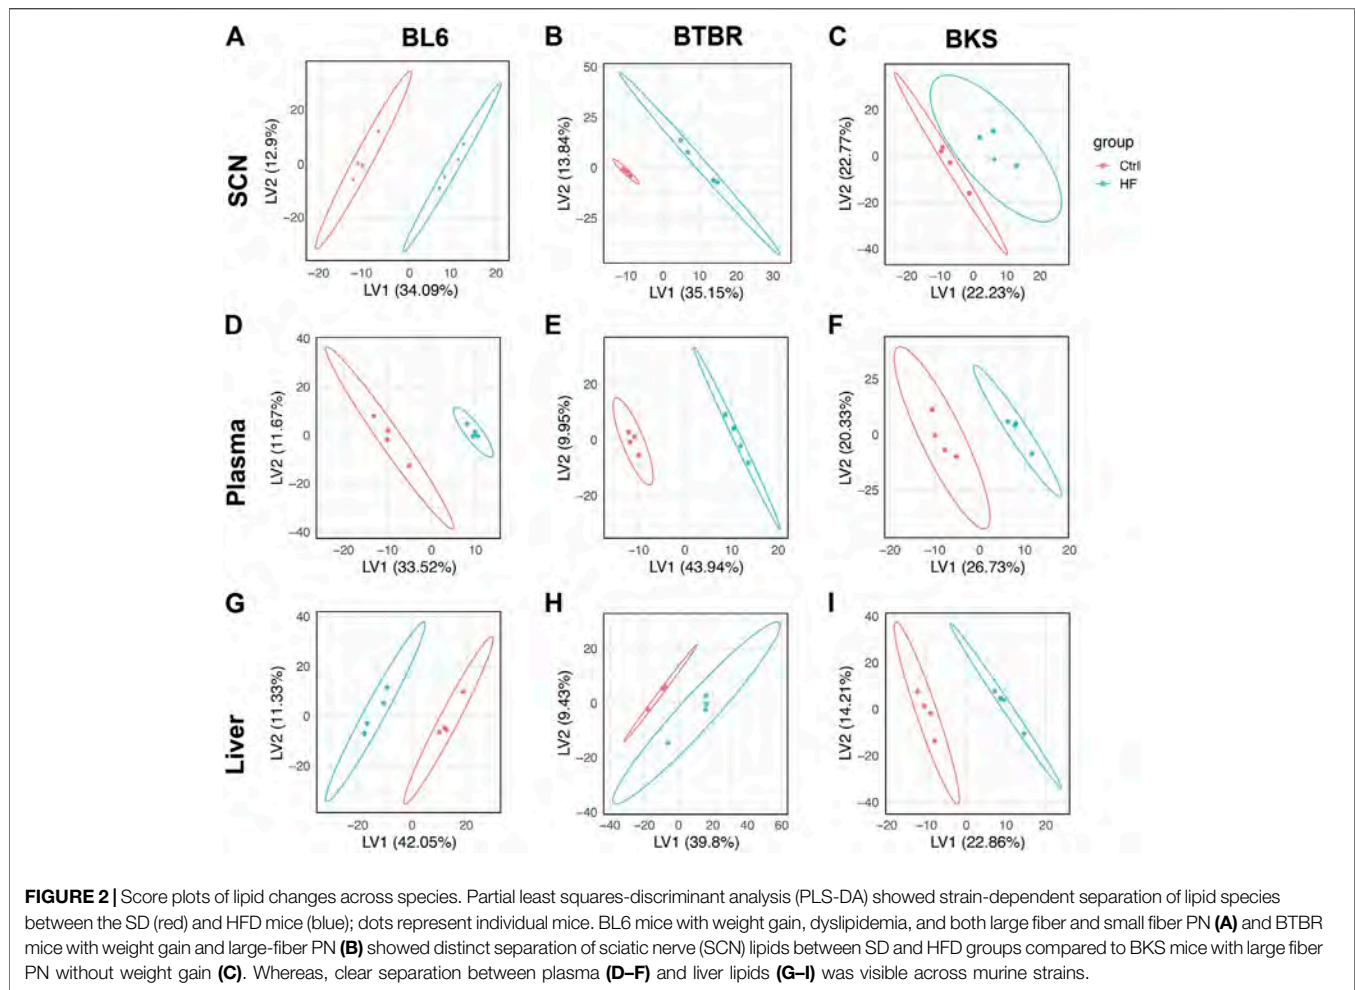 A BL6 B BTBR C BKS
SCN
LV2 (12.9%)
20
0
−20
−20 −10 0 10 20
LV1 (34.09%)
LV2 (13.84%)
50
25
0
−25
−10 0 10 20 30
LV1 (35.15%)
LV2 (22.77%)
20
0
−20
−40
−20 −10 0 10 20
LV1 (22.23%)
group
Ctrl
HF
D E F
Plasma
LV2 (11.67%)
40
20
0
−20
−40
−20 −10 0 10
LV1 (33.52%)
LV2 (9.95%)
20
0
−20
−10 0 10 20
LV1 (43.94%)
LV2 (20.33%)
25
0
−25
−20 −10 0 10 20
LV1 (26.73%)
G H I
Liver
LV2 (11.33%)
40
20
0
−20
−20 0 20
LV1 (42.05%)
LV2 (9.43%)
20
0
−20
−40
−40 −20 0 20 40 60
LV1 (39.8%)
LV2 (14.21%)
40
20
0
−20
−40
−20 −10 0 10 20
LV1 (22.86%)
FIGURE 2 | Score plots of lipid changes across species. Partial least squares-discriminant analysis (PLS-DA) showed strain-dependent separation of lipid species
between the SD (red) and HFD mice (blue); dots represent individual mice. BL6 mice with weight gain, dyslipidemia, and both large fiber and small fiber PN (A) and BTBR
mice with weight gain and large-fiber PN (B) showed distinct separation of sciatic nerve (SCN) lipids between SD and HFD groups compared to BKS mice with large fiber
PN without weight gain (C). Whereas, clear separation between plasma (D–F) and liver lipids (G–I) was visible across murine strains.